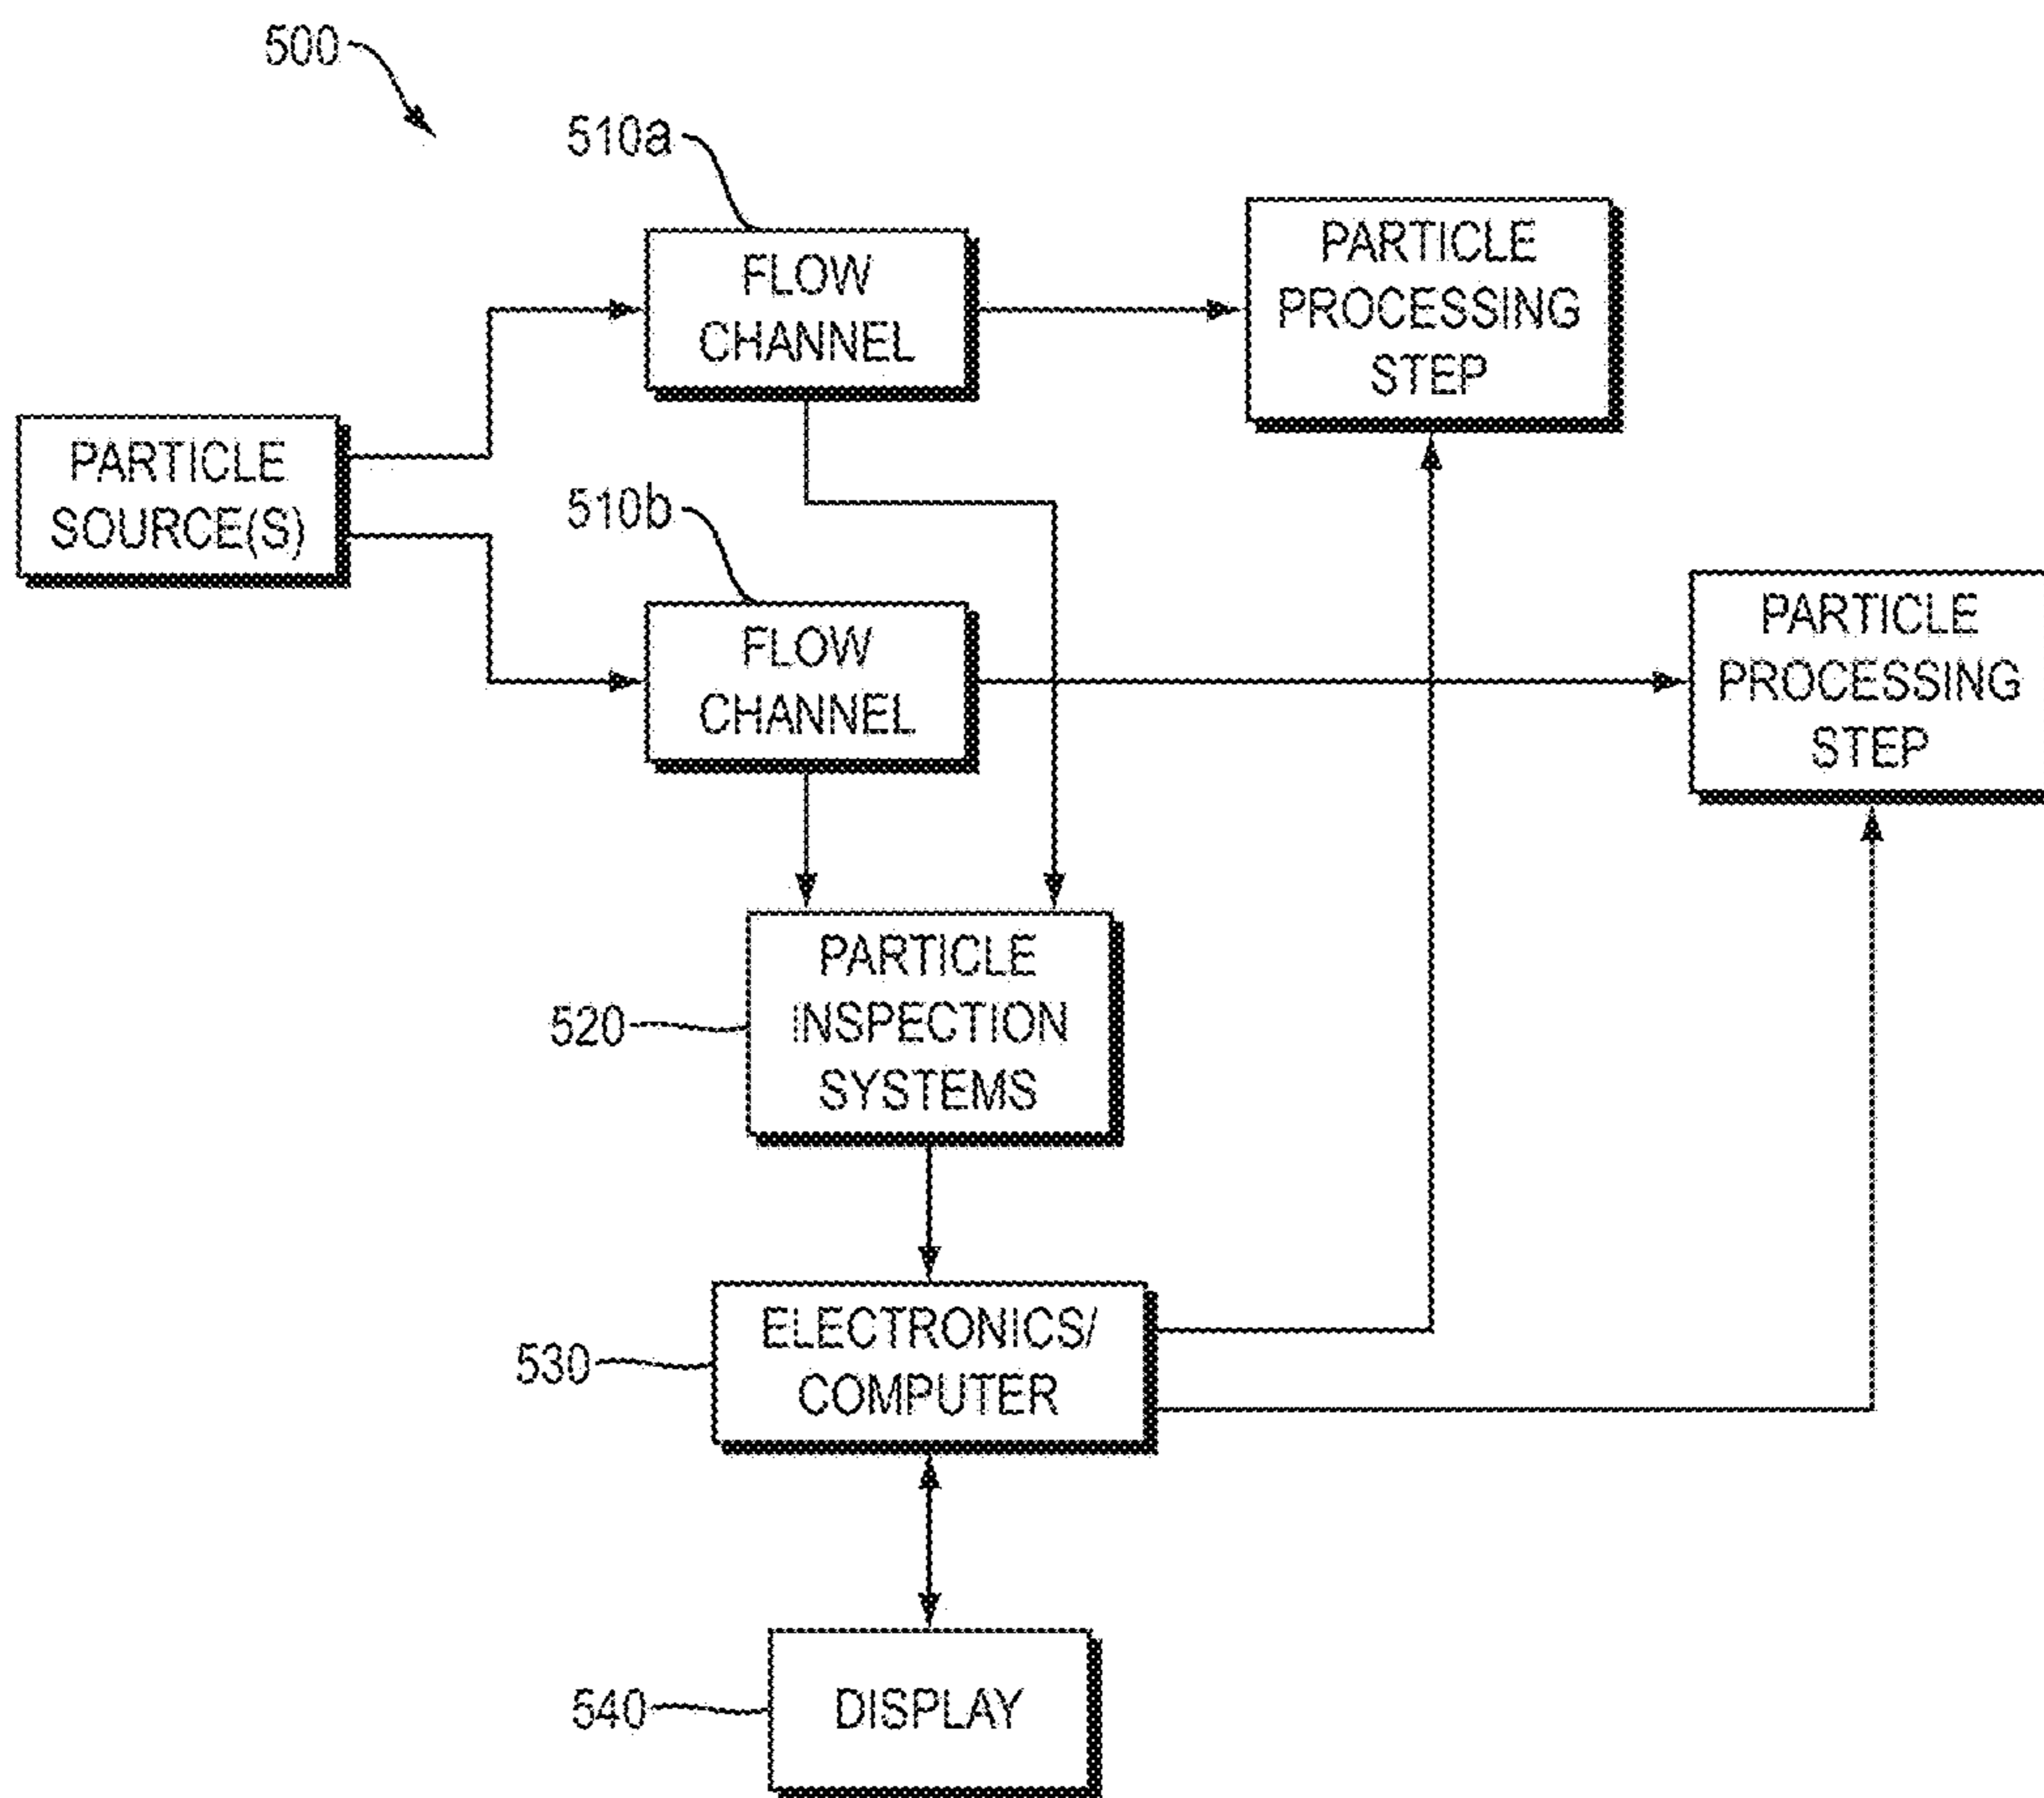 500
510a
FLOW
CHANNEL
PARTICLE
PROCESSING
STEP
PARTICLE
SOURCE(S)
510b
FLOW
CHANNEL
PARTICLE
PROCESSING
STEP
520
PARTICLE
INSPECTION
SYSTEMS
530
ELECTRONICS/
COMPUTER
540
DISPLAY